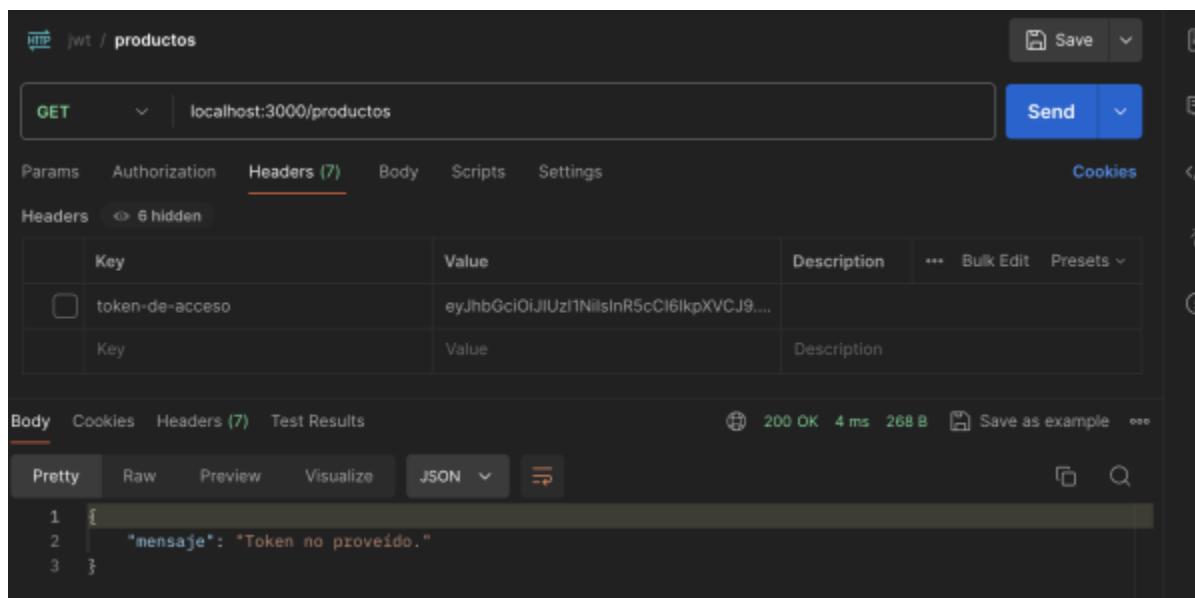 HTTP jwt / productos Save
GET localhost:3000/productos Send
Params Authorization Headers (7) Body Scripts Settings Cookies
Headers 6 hidden
Key Value Description ••• Bulk Edit Presets
token-de-acceso eyJhbGciOiJIUzI1NiIsInR5cCI6IkpXVCJ9....
Key Value Description
Body Cookies Headers (7) Test Results 200 OK 4 ms 268 B Save as example
Pretty Raw Preview Visualize JSON
1 {
2 "mensaje": "Token no proveído."
3 }